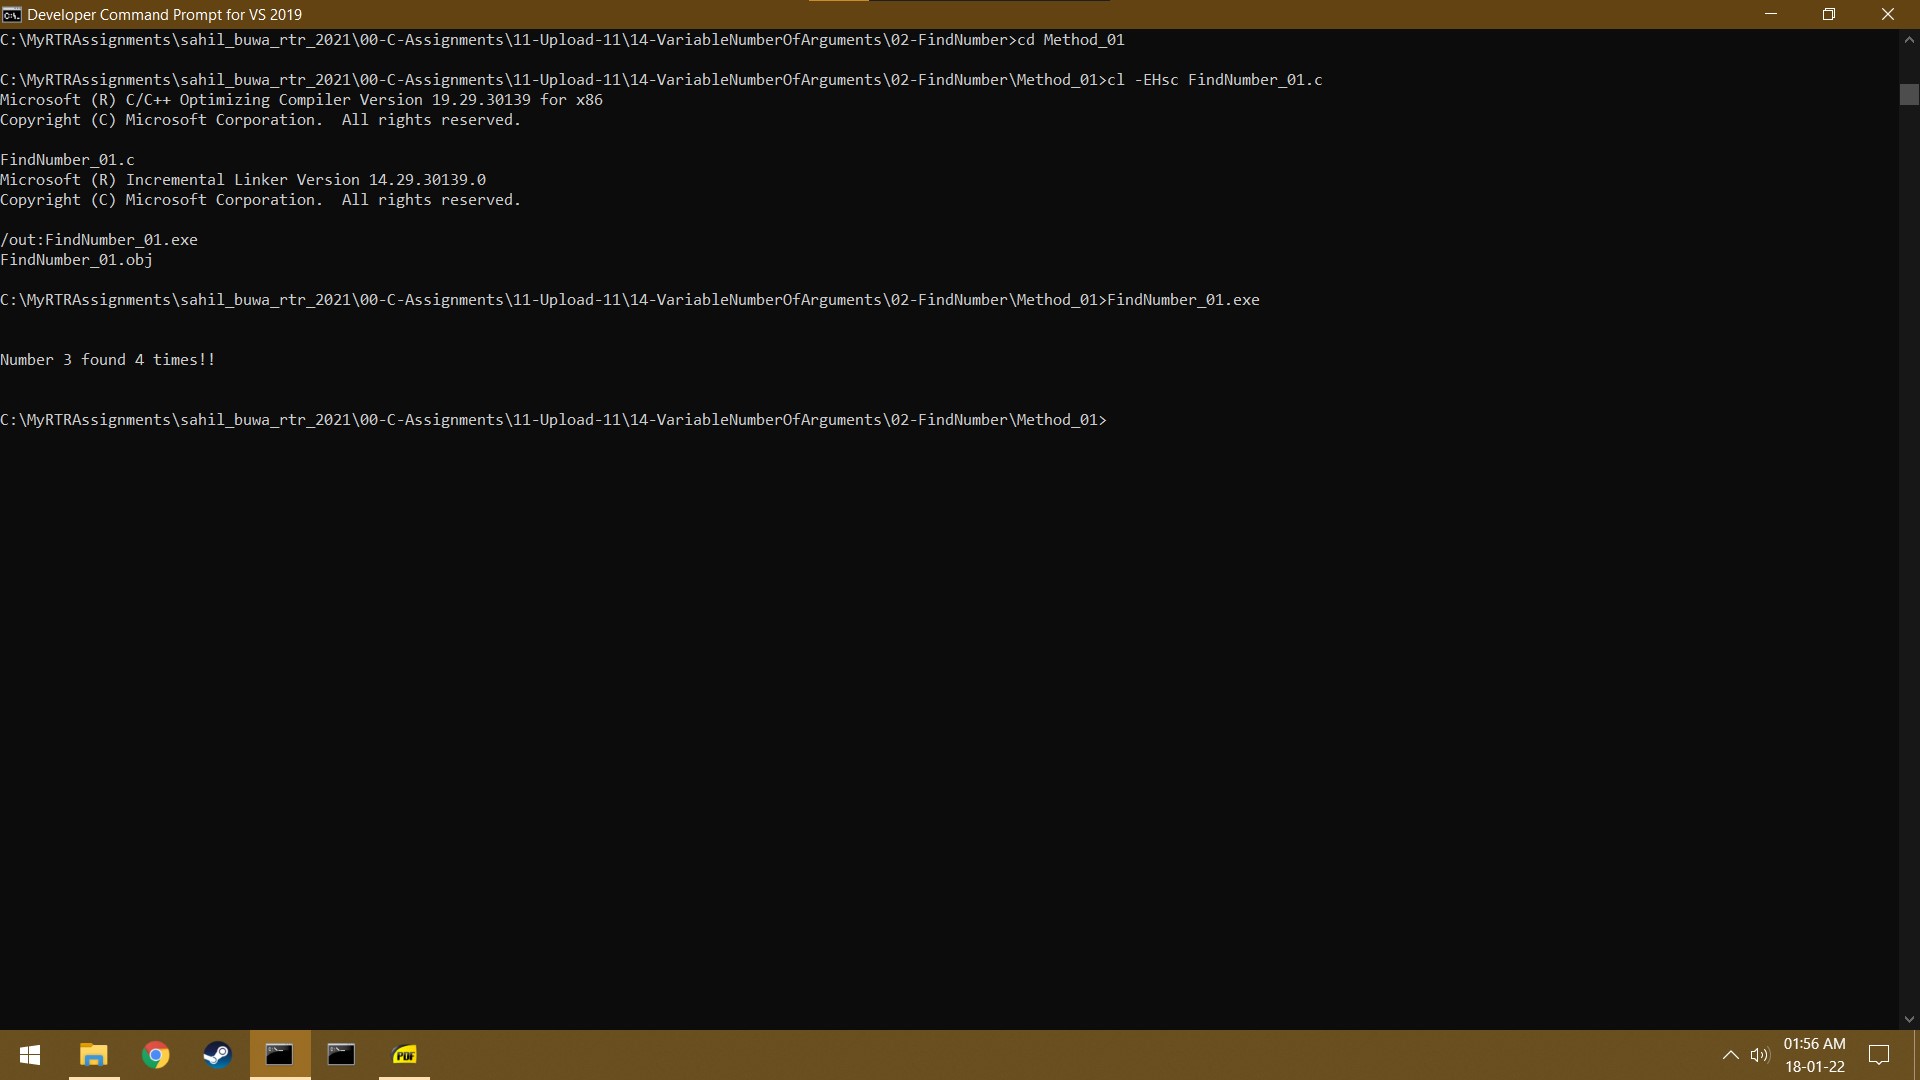 Developer Command Prompt for VS 2019
C:\MyRTRAssignments\sahil_buwa_rtr_2021\00-C-Assignments\11-Upload-11\14-VariableNumberOfArguments\02-FindNumber>cd Method_01
C:\MyRTRAssignments\sahil_buwa_rtr_2021\00-C-Assignments\11-Upload-11\14-VariableNumberOfArguments\02-FindNumber\Method_01>cl -EHsc FindNumber_01.c
Microsoft (R) C/C++ Optimizing Compiler Version 19.29.30139 for x86
Copyright (C) Microsoft Corporation.  All rights reserved.
FindNumber_01.c
Microsoft (R) Incremental Linker Version 14.29.30139.0
Copyright (C) Microsoft Corporation.  All rights reserved.
/out:FindNumber_01.exe
FindNumber_01.obj
C:\MyRTRAssignments\sahil_buwa_rtr_2021\00-C-Assignments\11-Upload-11\14-VariableNumberOfArguments\02-FindNumber\Method_01>FindNumber_01.exe
Number 3 found 4 times!!
C:\MyRTRAssignments\sahil_buwa_rtr_2021\00-C-Assignments\11-Upload-11\14-VariableNumberOfArguments\02-FindNumber\Method_01>
PDF
01:56 AM
18-01-22